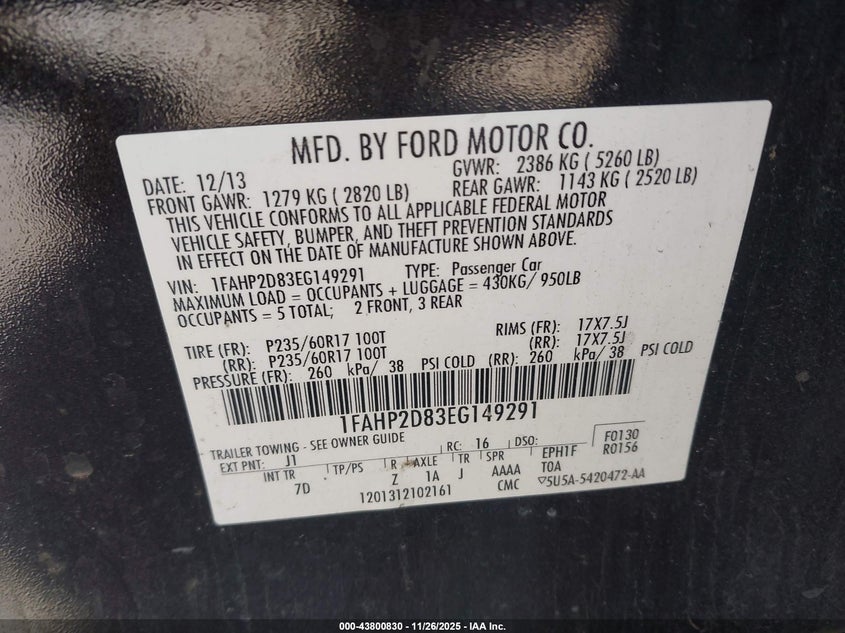 MFD. BY FORD MOTOR CO.
DATE: 12/13 GVWR: 2386 KG ( 5260 LB)
FRONT GAWR: 1279 KG ( 2820 LB) REAR GAWR: 1143 KG ( 2520 LB)
THIS VEHICLE CONFORMS TO ALL APPLICABLE FEDERAL MOTOR
VEHICLE SAFETY, BUMPER, AND THEFT PREVENTION STANDARDS
IN EFFECT ON THE DATE OF MANUFACTURE SHOWN ABOVE.
VIN: 1FAHP2D83EG149291 TYPE: Passenger Car
MAXIMUM LOAD = OCCUPANTS + LUGGAGE = 430KG/ 950LB
OCCUPANTS = 5 TOTAL; 2 FRONT, 3 REAR
TIRE (FR): P235/60R17 100T RIMS (FR): 17X7.5J
(RR): P235/60R17 100T (RR): 17X7.5J
PRESSURE (FR): 260 kPa/ 38 PSI COLD (RR): 260 kPa/ 38 PSI COLD
1FAHP2D83EG149291
TRAILER TOWING - SEE OWNER GUIDE
EXT PNT: J1 RC: 16 DSO: F0130
INT TR TP/PS R AXLE TR SPR EPH1F R0156
7D Z 1A J AAAA TOA
1201312102161 CMC ▽5U5A-5420472-AA
000-43800830 - 11/26/2025 - IAA Inc.